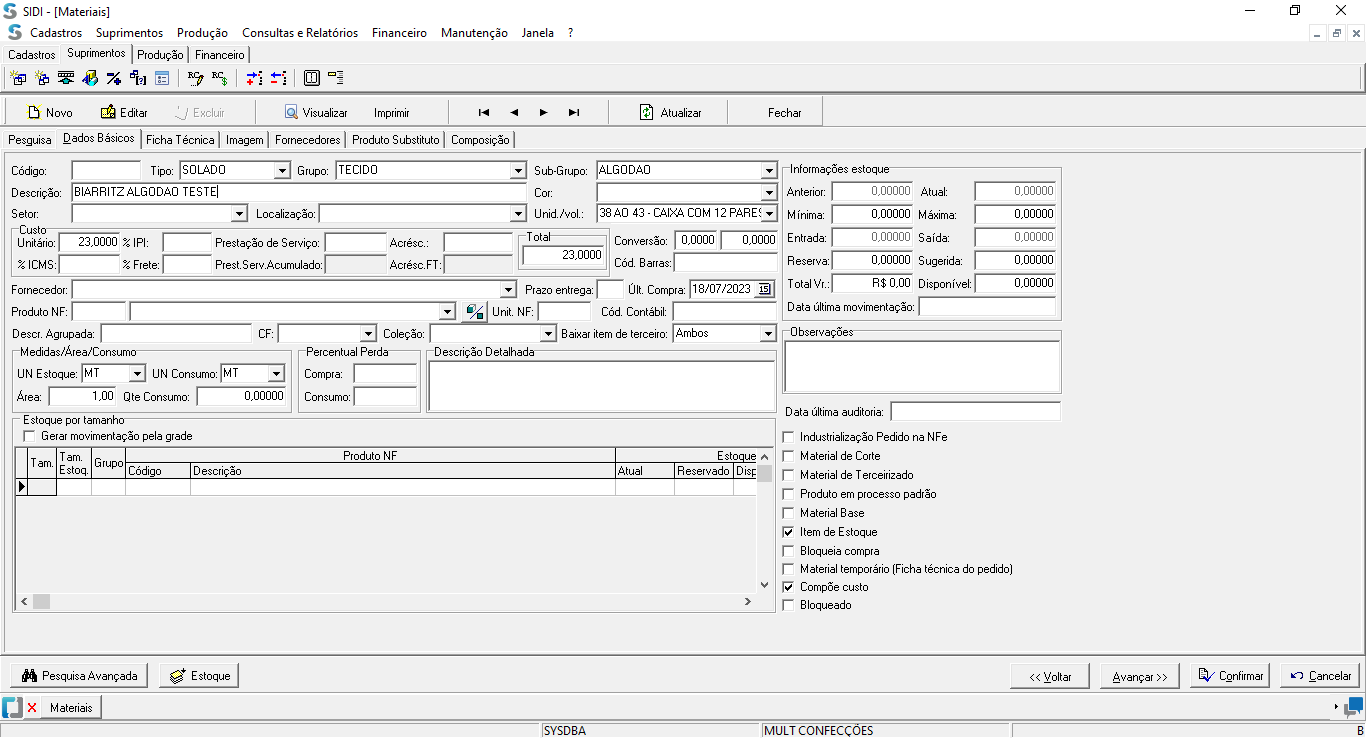 SIDI - [Materiais]
Cadastros Suprimentos Produção Consultas e Relatórios Financeiro Manutenção Janela ?
Cadastros Suprimentos Produção Financeiro
Novo Editar Excluir Visualizar Imprimir Atualizar Fechar
Pesquisa Dados Básicos Ficha Técnica Imagem Fornecedores Produto Substituto Composição
Código: Tipo: SOLADO Grupo: TECIDO Sub-Grupo: ALGODAO
Descrição: BIARRITZ ALGODAO TESTE Cor:
Setor: Localização: Unid./vol.: 38 AO 43 - CAIXA COM 12 PARES
Custo
Unitário: 23,0000 % IPI: Prestação de Serviço: Acrésc.: Total 23,0000 Conversão: 0,0000 0,0000
% ICMS: % Frete: Prest.Serv.Acumulado: Acrésc.FT: Cód. Barras:
Fornecedor: Prazo entrega: Últ. Compra: 18/07/2023 15
Produto NF: Unit. NF: Cód. Contábil:
Descr. Agrupada: CF: Coleção: Baixar item de terceiro: Ambos
Medidas/Área/Consumo
UN Estoque: MT UN Consumo: MT
Área: 1,00 Qte Consumo: 0,00000
Percentual Perda
Compra:
Consumo:
Descrição Detalhada
Estoque por tamanho
Gerar movimentação pela grade
Tam. Tam. Estoq. Grupo Produto NF Estoque
Código Descrição Atual Reservado Disp
Informações estoque
Anterior: 0,00000 Atual: 0,00000
Mínima: 0,00000 Máxima: 0,00000
Entrada: 0,00000 Saída: 0,00000
Reserva: 0,00000 Sugerida: 0,00000
Total Vr.: R$ 0,00 Disponível: 0,00000
Data última movimentação:
Observações
Data última auditoria:
Industrialização Pedido na NFe
Material de Corte
Material de Terceirizado
Produto em processo padrão
Material Base
Item de Estoque
Bloqueia compra
Material temporário (Ficha técnica do pedido)
Compõe custo
Bloqueado
Pesquisa Avançada Estoque << Voltar Avançar >> Confirmar Cancelar
Materiais
SYSDBA MULT CONFECÇÕES B